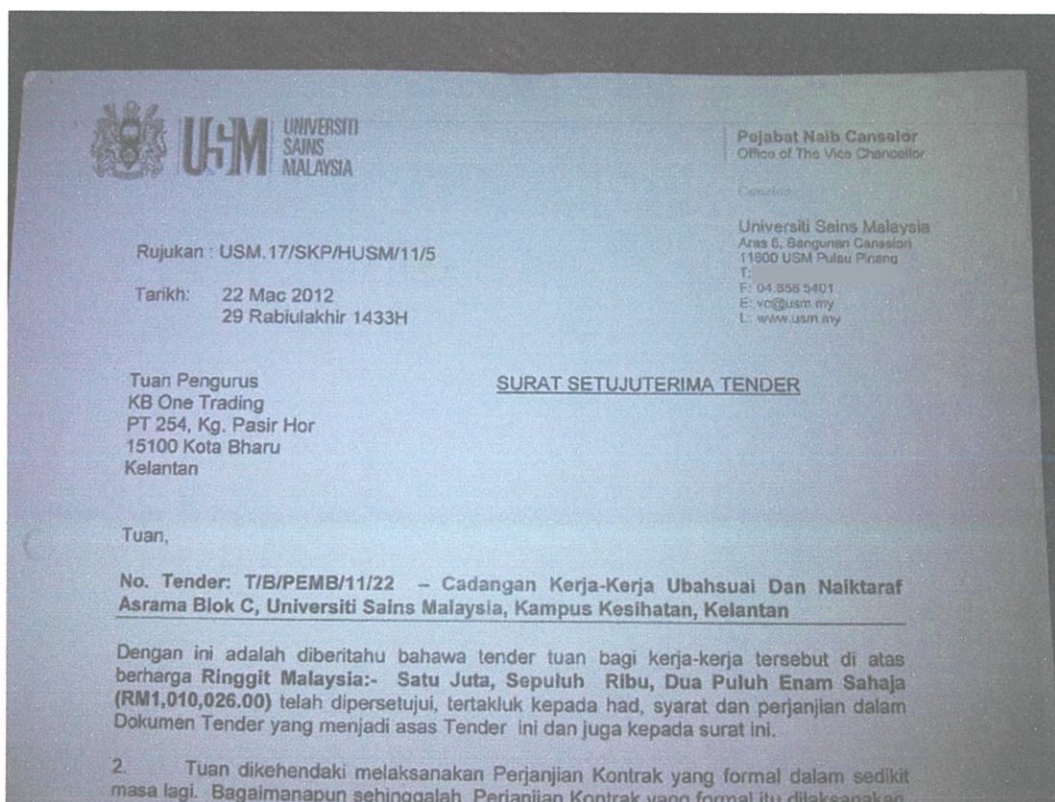 USM UNIVERSITI
SAINS
MALAYSIA
Pejabat Naib Canselor
Office of The Vice Chancellor
Universiti Sains Malaysia
Aras 6, Bangunan Canselori
11800 USM Pulau Pinang
T:
F: 04.658 5401
E: vc@usm.my
L: www.usm.my
Rujukan : USM.17/SKP/HUSM/11/5
Tarikh: 22 Mac 2012
29 Rabiulakhir 1433H
Tuan Pengurus
KB One Trading
PT 254, Kg. Pasir Hor
15100 Kota Bharu
Kelantan
SURAT SETUJUTERIMA TENDER
Tuan,
No. Tender: T/B/PEMB/11/22 – Cadangan Kerja-Kerja Ubahsuai Dan Naiktaraf
Asrama Blok C, Universiti Sains Malaysia, Kampus Kesihatan, Kelantan
Dengan ini adalah diberitahu bahawa tender tuan bagi kerja-kerja tersebut di atas
berharga Ringgit Malaysia:- Satu Juta, Sepuluh Ribu, Dua Puluh Enam Sahaja
(RM1,010,026.00) telah dipersetujui, tertakluk kepada had, syarat dan perjanjian dalam
Dokumen Tender yang menjadi asas Tender ini dan juga kepada surat ini.
2. Tuan dikehendaki melaksanakan Perjanjian Kontrak yang formal dalam sedikit
masa lagi. Bagaimanapun sehinggalah Perjanjian Kontrak yang formal itu dilaksanakan